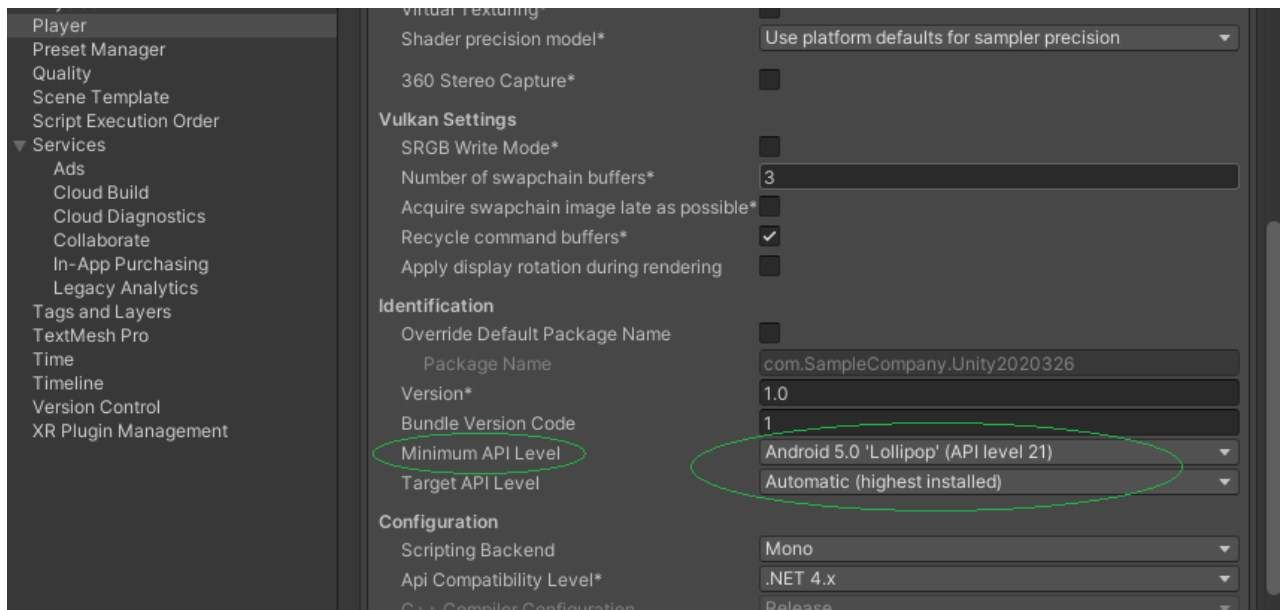 Player
Preset Manager
Quality
Scene Template
Script Execution Order
Services
Ads
Cloud Build
Cloud Diagnostics
Collaborate
In-App Purchasing
Legacy Analytics
Tags and Layers
TextMesh Pro
Time
Timeline
Version Control
XR Plugin Management
Virtual Texturing*
Shader precision model* Use platform defaults for sampler precision
360 Stereo Capture*
Vulkan Settings
SRGB Write Mode*
Number of swapchain buffers* 3
Acquire swapchain image late as possible*
Recycle command buffers*
Apply display rotation during rendering
Identification
Override Default Package Name
Package Name com.SampleCompany.Unity2020326
Version* 1.0
Bundle Version Code 1
Minimum API Level Android 5.0 'Lollipop' (API level 21)
Target API Level Automatic (highest installed)
Configuration
Scripting Backend Mono
Api Compatibility Level* .NET 4.x
C++ Compiler Configuration Release